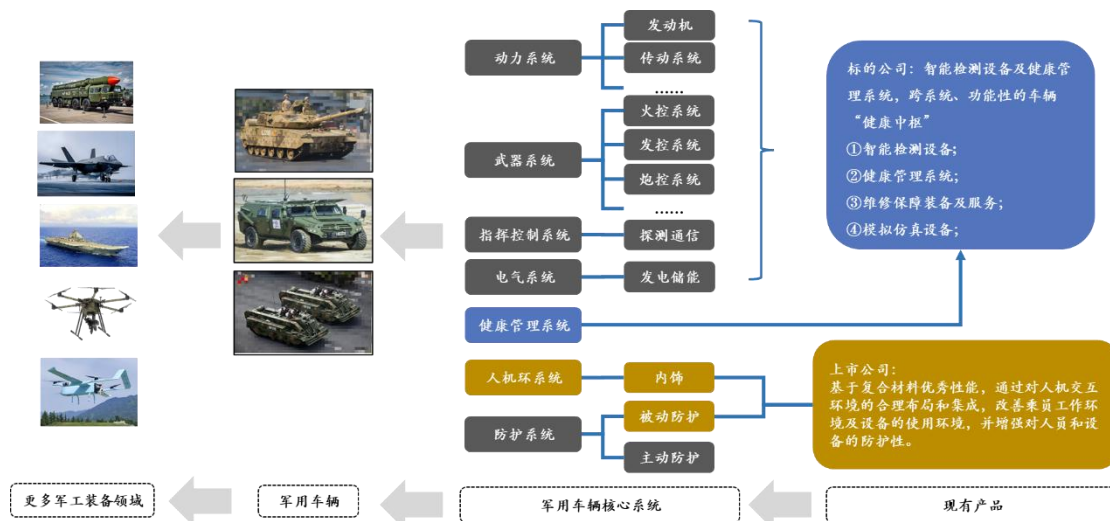 发动机
动力系统
传动系统
......
火控系统
发控系统
武器系统
炮控系统
......
指挥控制系统
探测通信
电气系统
发电储能
健康管理系统
人机环系统
内饰
被动防护
防护系统
主动防护
标的公司：智能检测设备及健康管
理系统，跨系统、功能性的车辆
“健康中枢”
①智能检测设备；
②健康管理系统；
③维修保障装备及服务；
④模拟仿真设备；
上市公司：
基于复合材料优秀性能，通过对人机交互
环境的合理布局和集成，改善乘员工作环
境及设备的使用环境，并增强对人员和设
备的防护性。
更多军工装备领域
军用车辆
军用车辆核心系统
现有产品